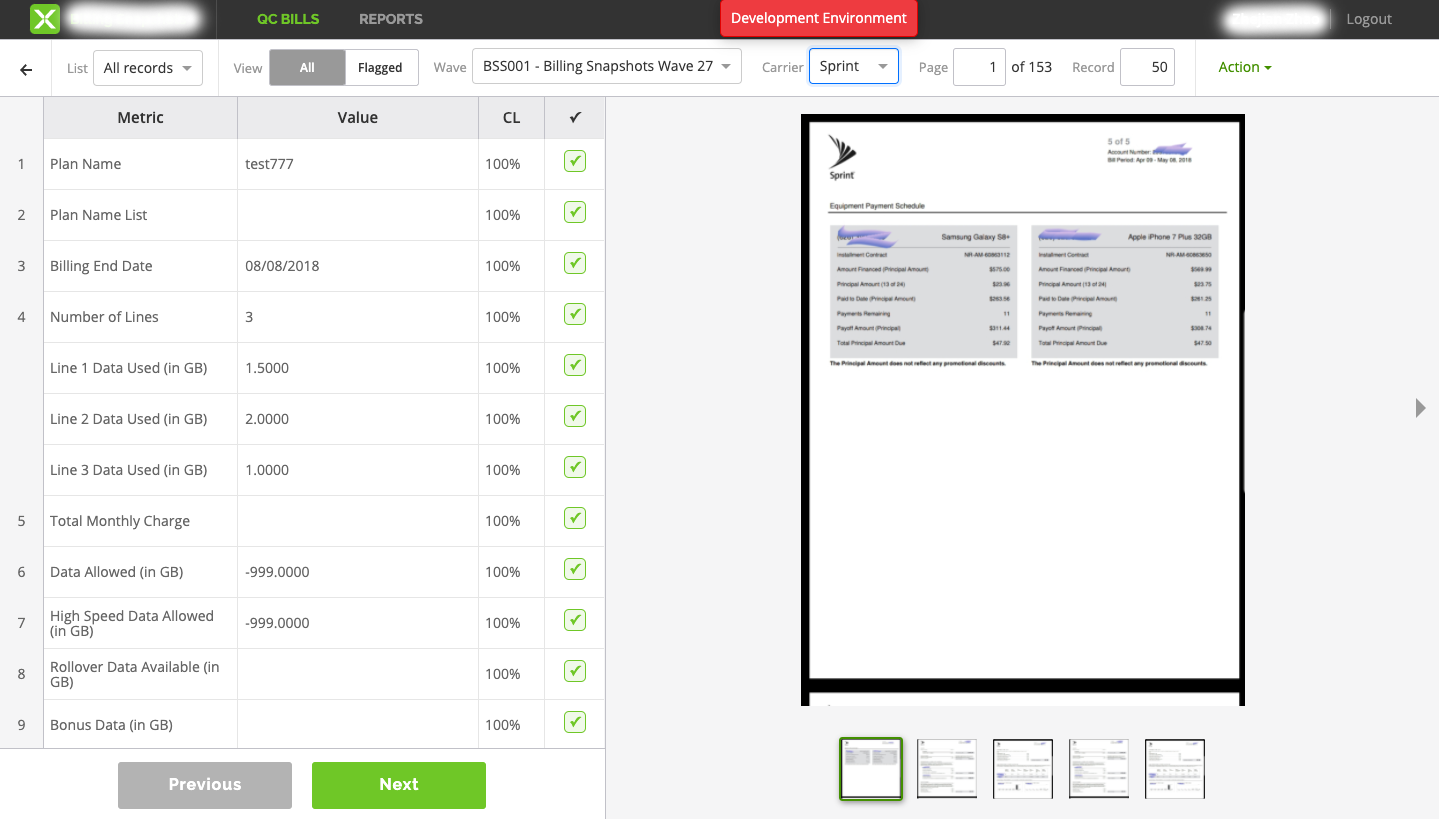 QC BILLS REPORTS Development Environment Logout
List All records View All Flagged Wave BSS001 - Billing Snapshots Wave 27 Carrier Sprint Page 1 of 153 Record 50 Action
Metric Value CL ✓
1 Plan Name test777 100%
2 Plan Name List 100%
3 Billing End Date 08/08/2018 100%
4 Number of Lines 3 100%
Line 1 Data Used (in GB) 1.5000 100%
Line 2 Data Used (in GB) 2.0000 100%
Line 3 Data Used (in GB) 1.0000 100%
5 Total Monthly Charge 100%
6 Data Allowed (in GB) -999.0000 100%
7 High Speed Data Allowed (in GB) -999.0000 100%
8 Rollover Data Available (in GB) 100%
9 Bonus Data (in GB) 100%
Previous Next
Sprint
5 of 5
Account Number:
Bill Period: Apr 09 - May 08, 2018
Equipment Payment Schedule
Samsung Galaxy S8+
Installment Contract NR-AM-60863112
Amount Financed (Principal Amount) $575.00
Principal Amount (13 of 24) $23.96
Paid to Date (Principal Amount) $263.56
Payments Remaining 11
Payoff Amount (Principal) $311.44
Total Principal Amount Due $47.92
The Principal Amount does not reflect any promotional discounts.
Apple iPhone 7 Plus 32GB
Installment Contract NR-AM-60863650
Amount Financed (Principal Amount) $569.99
Principal Amount (13 of 24) $23.75
Paid to Date (Principal Amount) $261.25
Payments Remaining 11
Payoff Amount (Principal) $308.74
Total Principal Amount Due $47.50
The Principal Amount does not reflect any promotional discounts.